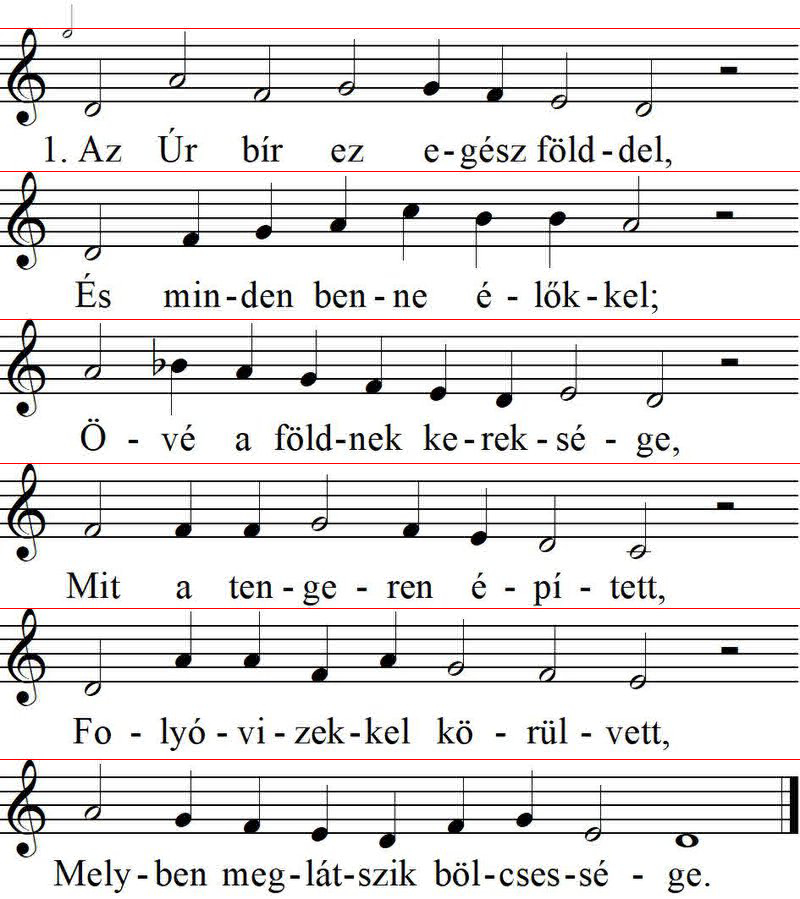 1. Az Úr bír ez e-gész föld-del,
És min-den ben-ne é-lők-kel;
Ö-vé a föld-nek ke-rek-sé-ge,
Mit a ten-ge-ren é-pí-tett,
Fo-lyó-vi-zek-kel kö-rül-vett,
Mely-ben meg-lát-szik böl-cses-sé-ge.